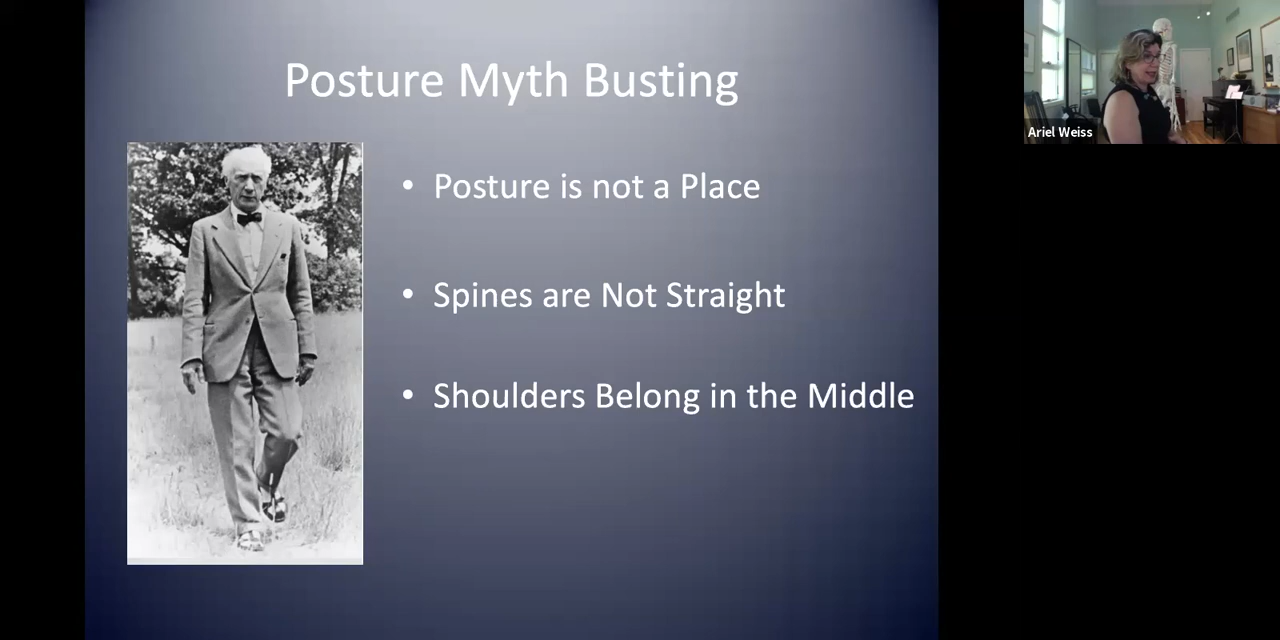 Posture Myth Busting
• Posture is not a Place
• Spines are Not Straight
• Shoulders Belong in the Middle
Ariel Weiss